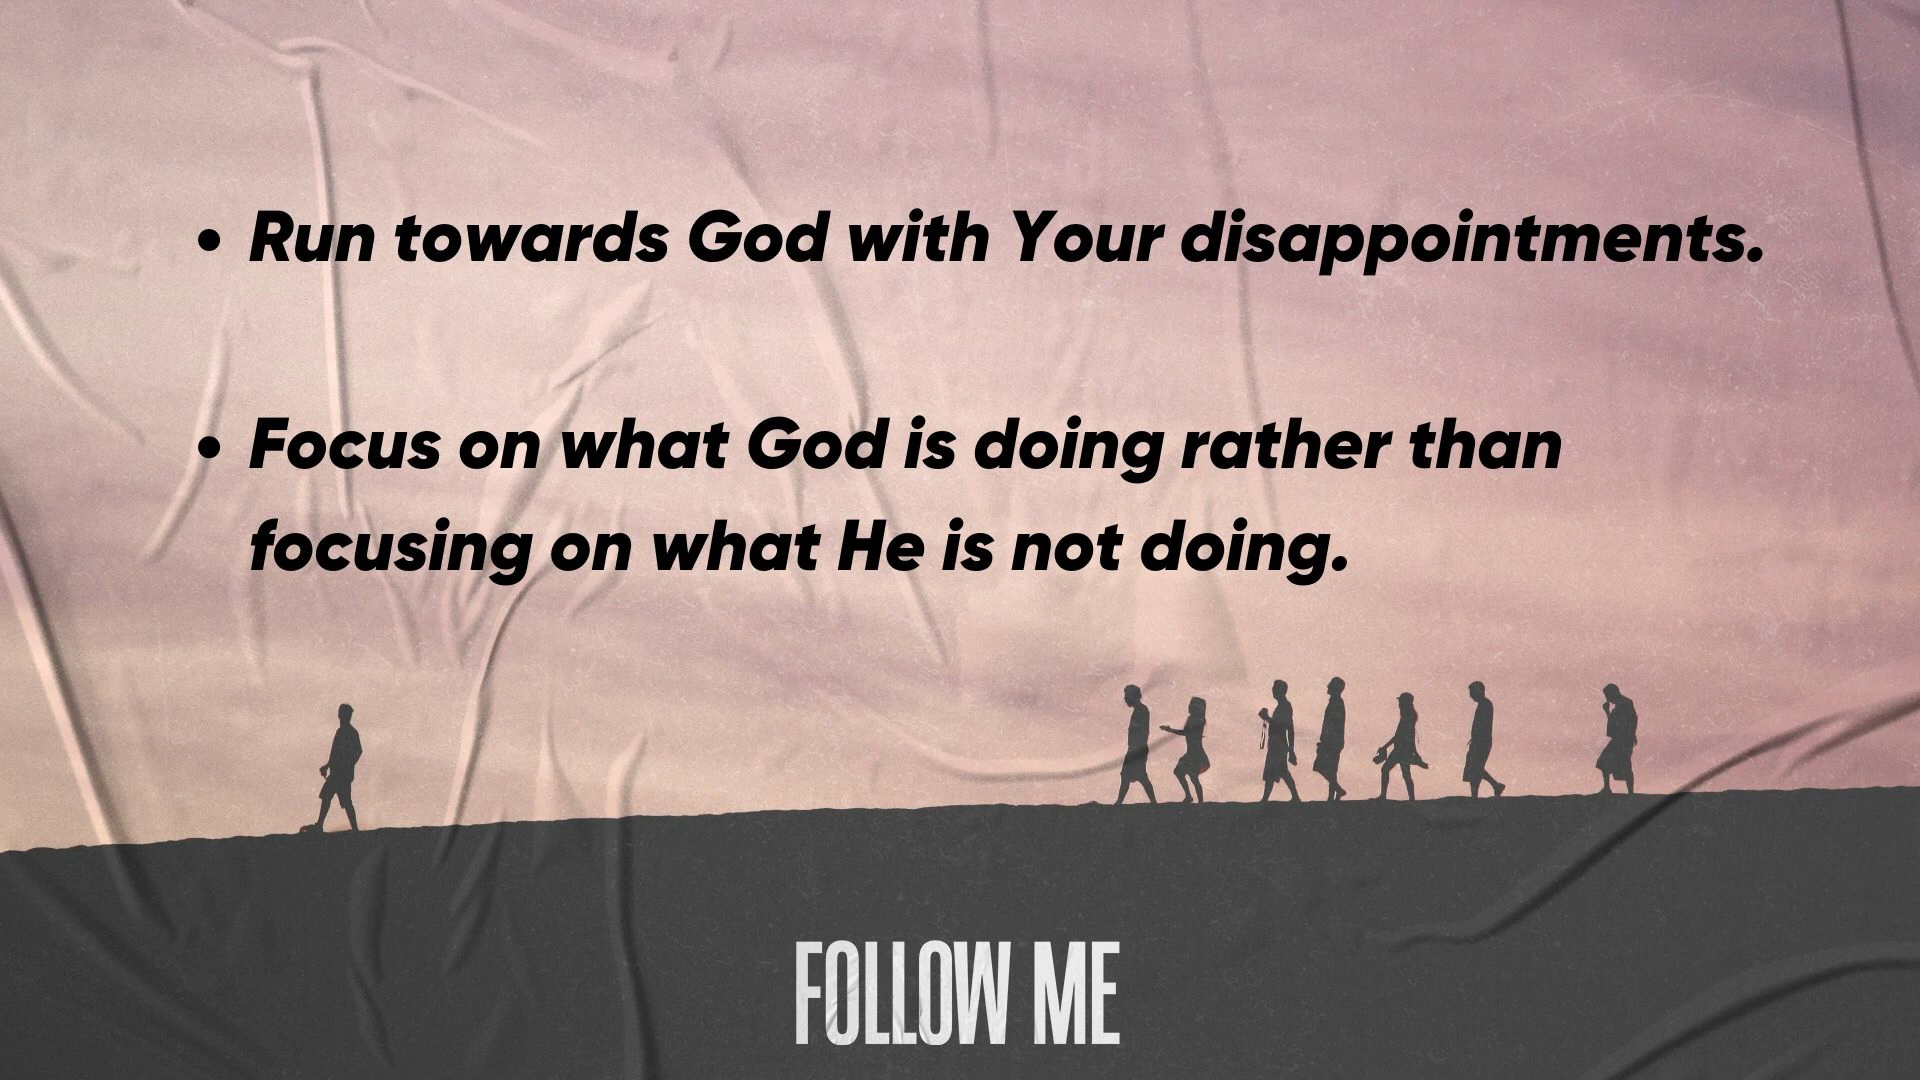 • Run towards God with Your disappointments.
• Focus on what God is doing rather than
focusing on what He is not doing.
FOLLOW ME